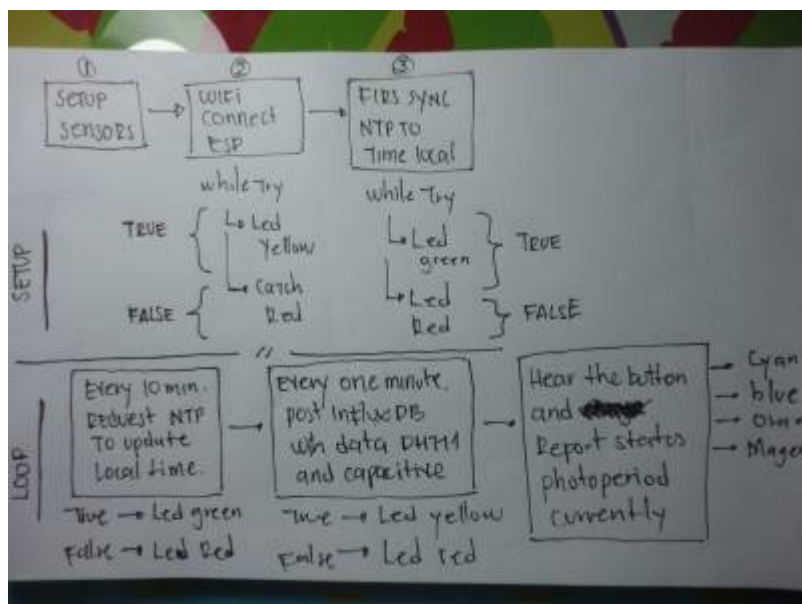 ①
SETUP
SENSORS
②
WIFI
Connect
ESP
③
FIRS SYNC
NTP TO
Time local
while Try
TRUE
Led
Yellow
FALSE
Catch
Red
while Try
Led
green
TRUE
Led
Red
FALSE
SETUP
LOOP
Every 10 min.
Request NTP
To update
Local time.
True → Led green
False → Led Red
Every one minute.
post InfluxDB
with data DHT11
and capacitive
True → Led yellow
False → Led red
Hear the button
and
Report status
photoperiod
currently
Cyan
blue